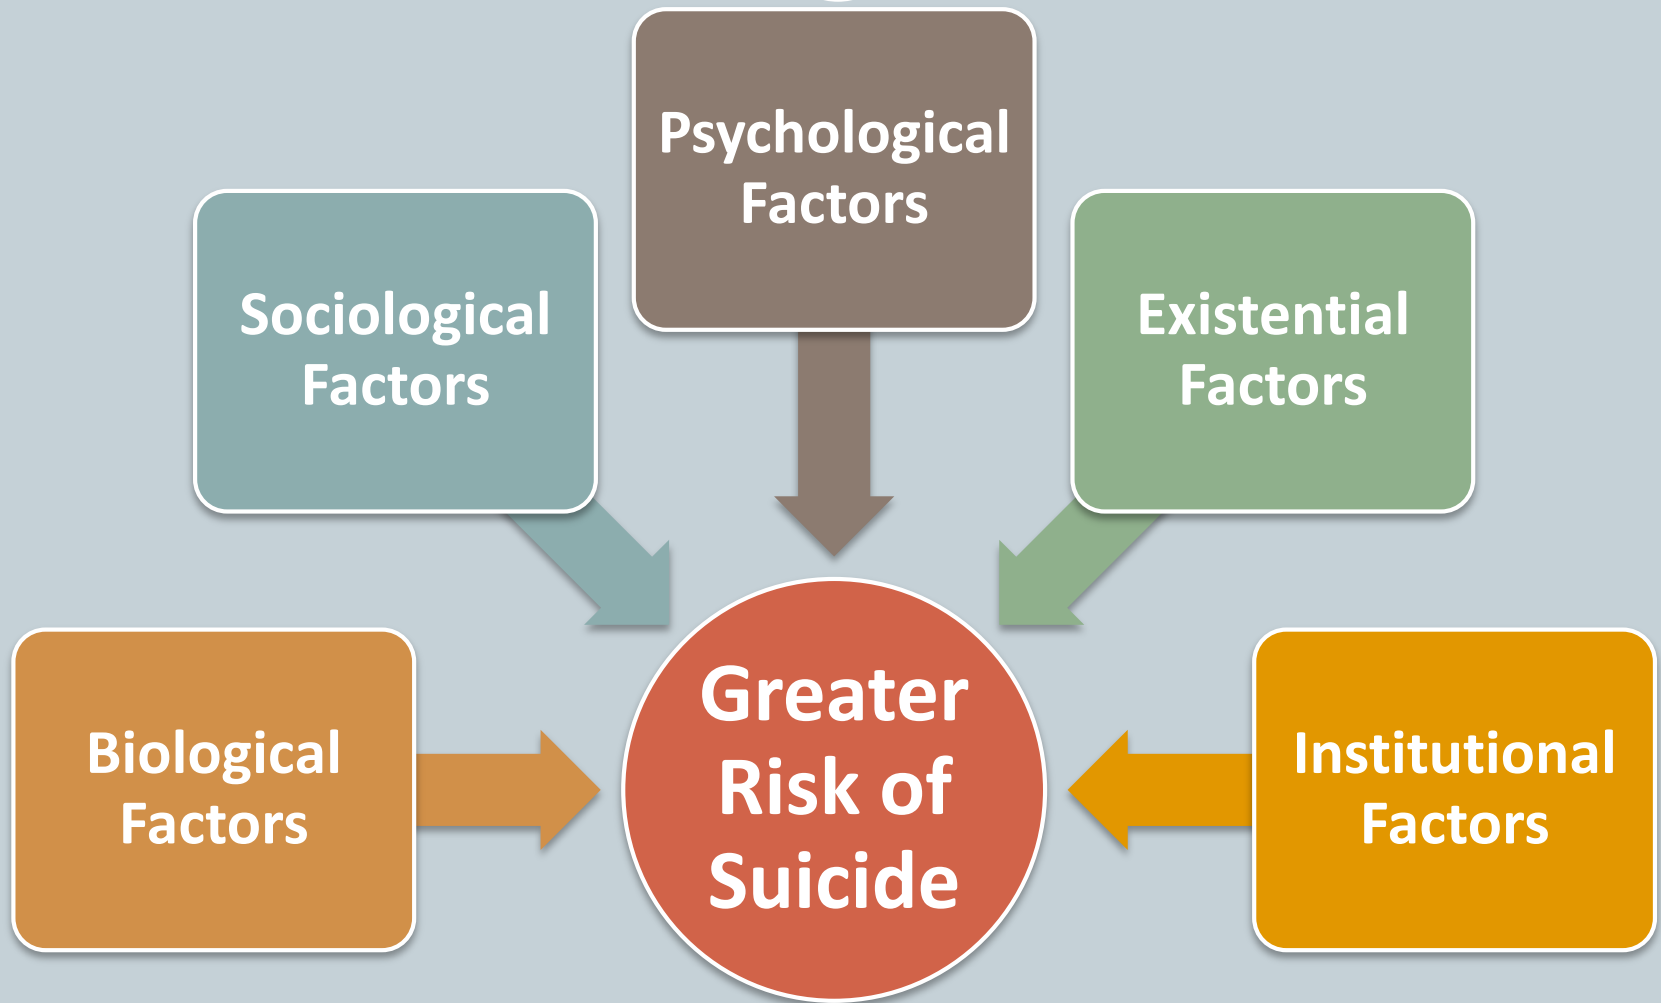 Psychological
Factors
Sociological
Factors
Existential
Factors
Biological
Factors
Greater
Risk of
Suicide
Institutional
Factors